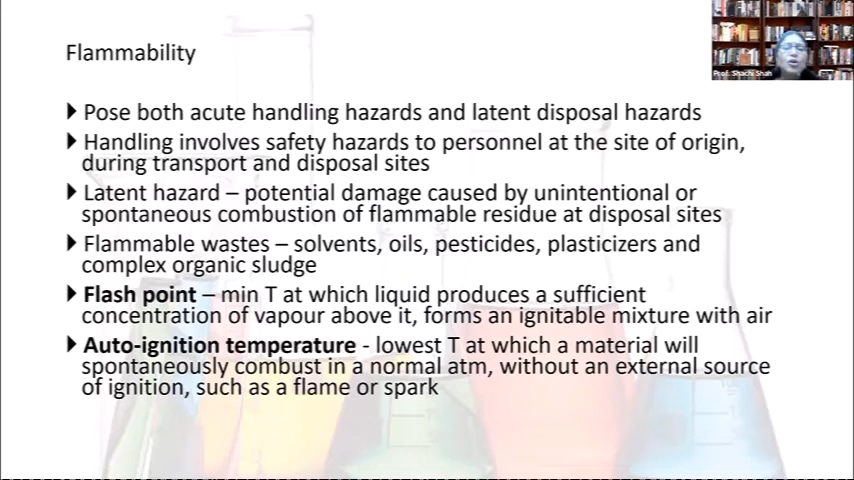 Flammability
Prof. Shachi Shah
Pose both acute handling hazards and latent disposal hazards
Handling involves safety hazards to personnel at the site of origin,
during transport and disposal sites
Latent hazard – potential damage caused by unintentional or
spontaneous combustion of flammable residue at disposal sites
Flammable wastes – solvents, oils, pesticides, plasticizers and
complex organic sludge
Flash point – min T at which liquid produces a sufficient
concentration of vapour above it, forms an ignitable mixture with air
Auto-ignition temperature - lowest T at which a material will
spontaneously combust in a normal atm, without an external source
of ignition, such as a flame or spark